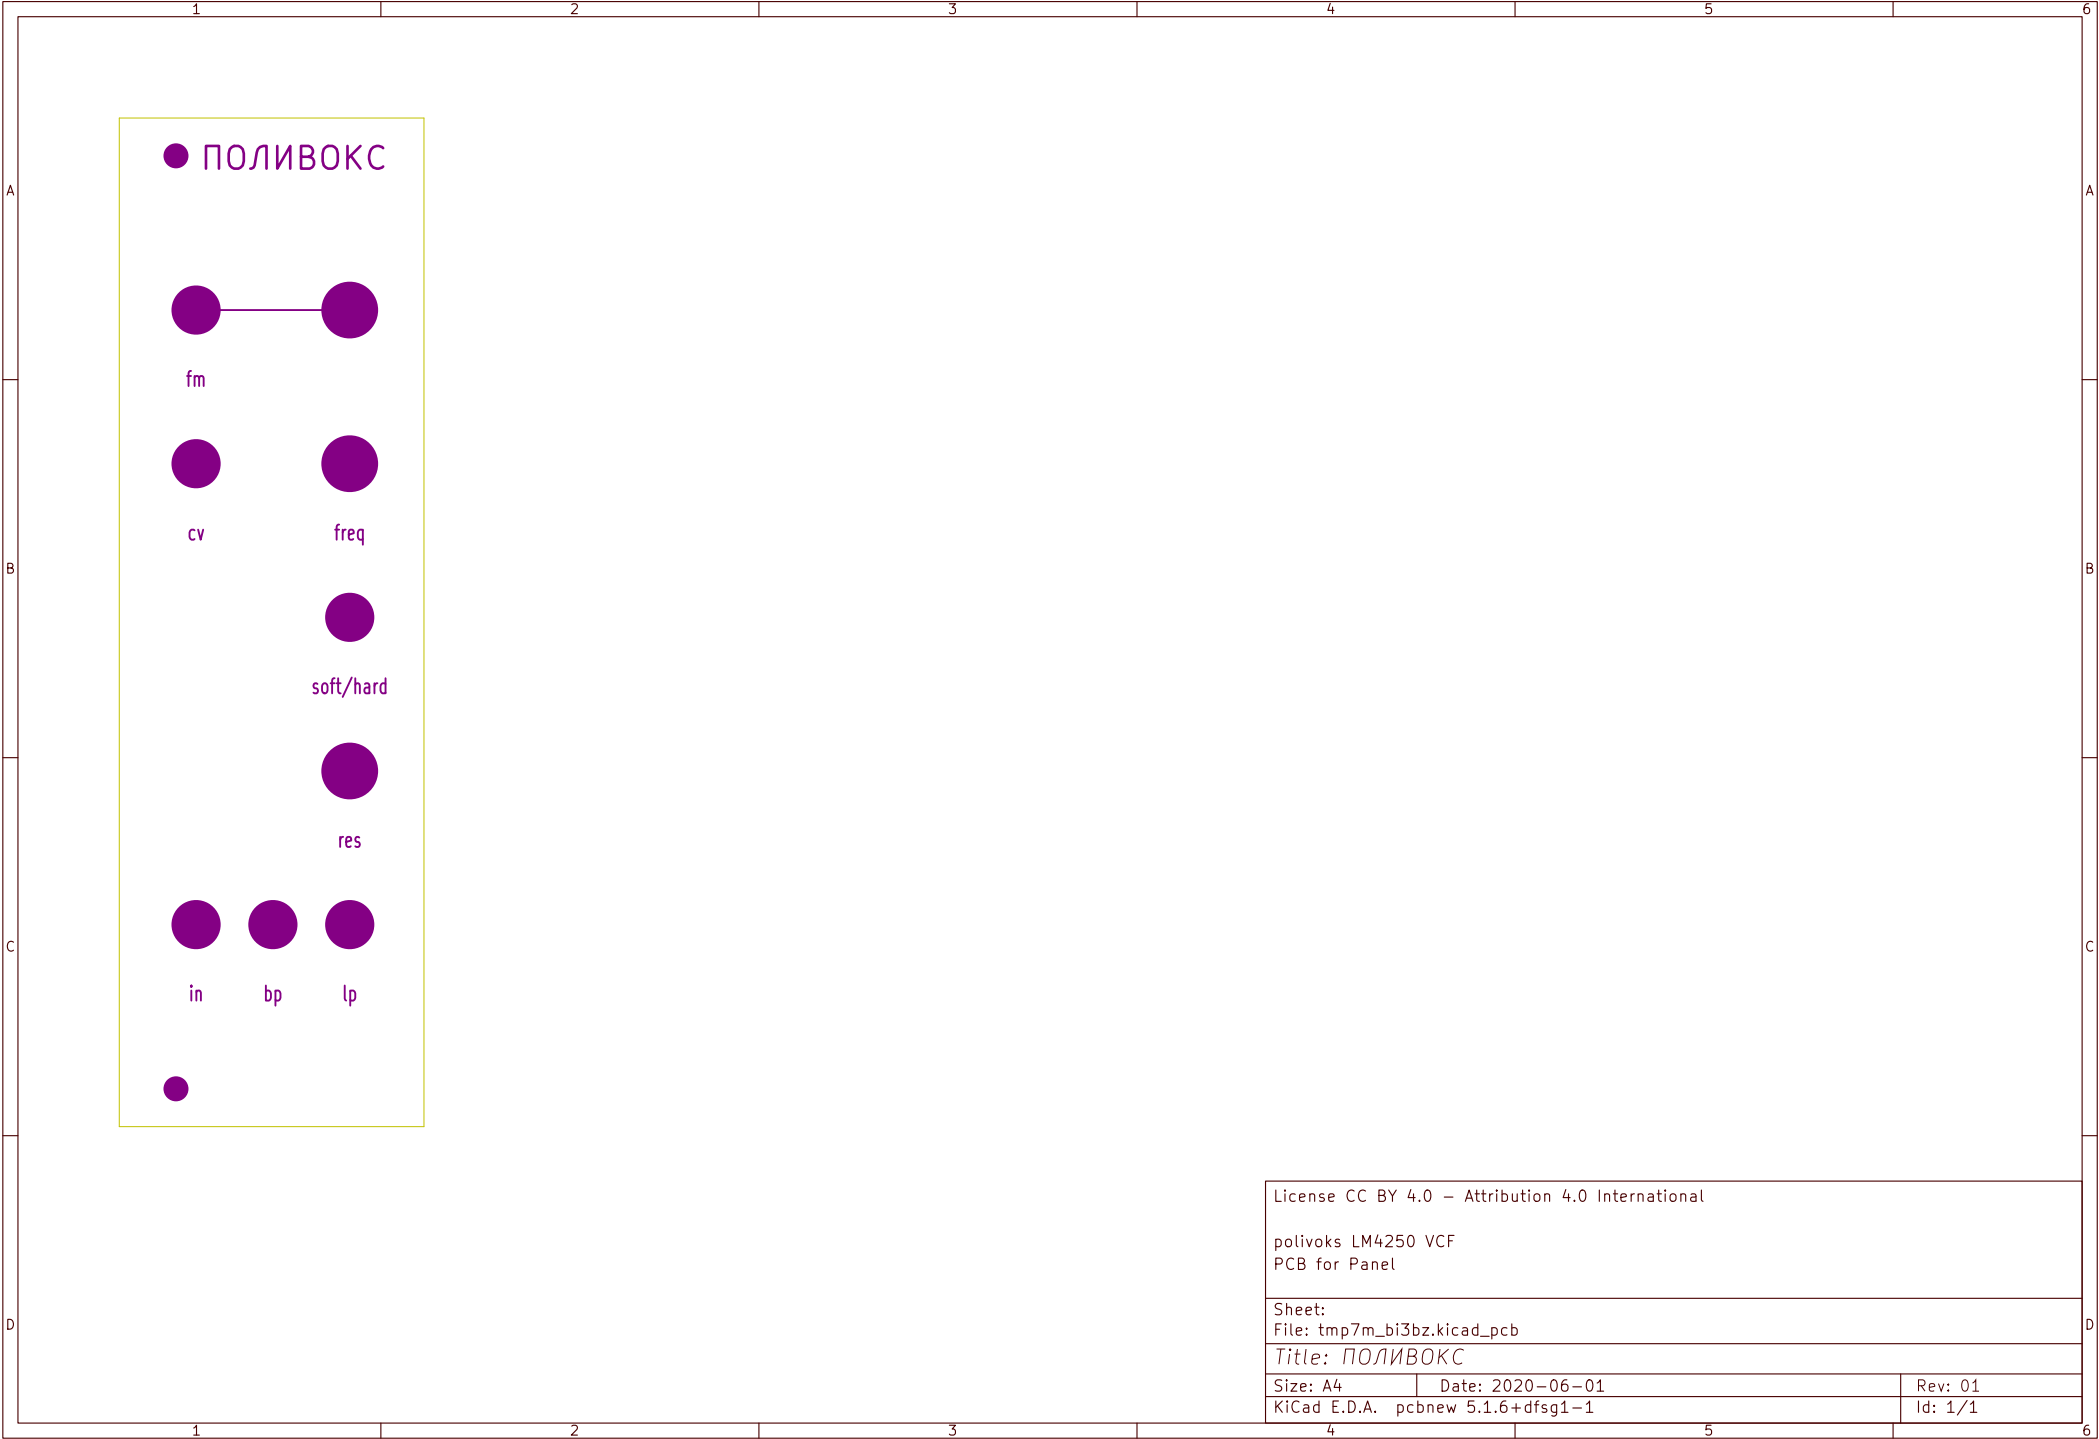 1 2 3 4 5 6
ПОЛИВОКС
A A
fm
cv freq
B B
soft/hard
res
C C
in bp lp
License CC BY 4.0 – Attribution 4.0 International
polivoks LM4250 VCF
PCB for Panel
Sheet:
D D
File: tmp7m_bi3bz.kicad_pcb
Title: ПОЛИВОКС
Size: A4 Date: 2020-06-01 Rev: 01
KiCad E.D.A. pcbnew 5.1.6+dfsg1-1 Id: 1/1
1 2 3 4 5 6